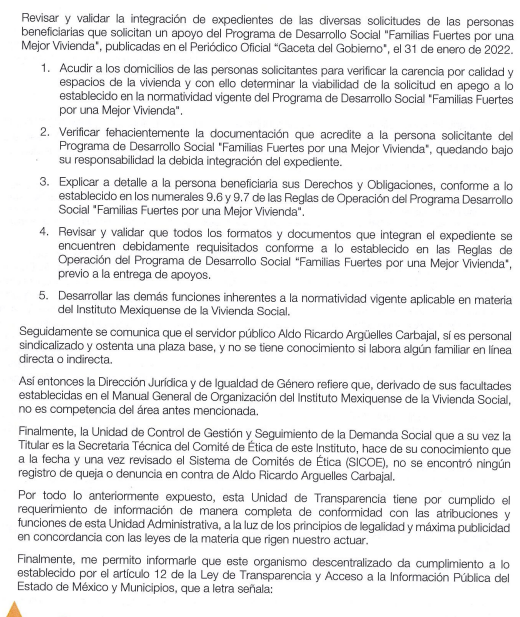 Revisar y validar la integración de expedientes de las diversas solicitudes de las personas
beneficiarias que solicitan un apoyo del Programa de Desarrollo Social "Familias Fuertes por una
Mejor Vivienda", publicadas en el Periódico Oficial "Gaceta del Gobierno", el 31 de enero de 2022.
1. Acudir a los domicilios de las personas solicitantes para verificar la carencia por calidad y
espacios de la vivienda y con ello determinar la viabilidad de la solicitud en apego a lo
establecido en la normatividad vigente del Programa de Desarrollo Social "Familias Fuertes
por una Mejor Vivienda".
2. Verificar fehacientemente la documentación que acredite a la persona solicitante del
Programa de Desarrollo Social "Familias Fuertes por una Mejor Vivienda", quedando bajo
su responsabilidad la debida integración del expediente.
3. Explicar a detalle a la persona beneficiaria sus Derechos y Obligaciones, conforme a lo
establecido en los numerales 9.6 y 9.7 de las Reglas de Operación del Programa Desarrollo
Social "Familias Fuertes por una Mejor Vivienda".
4. Revisar y validar que todos los formatos y documentos que integran el expediente se
encuentren debidamente requisitados conforme a lo establecido en las Reglas de
Operación del Programa de Desarrollo Social "Familias Fuertes por una Mejor Vivienda",
previo a la entrega de apoyos.
5. Desarrollar las demás funciones inherentes a la normatividad vigente aplicable en materia
del Instituto Mexiquense de la Vivienda Social.
Seguidamente se comunica que el servidor público Aldo Ricardo Argüelles Carbajal, sí es personal
sindicalizado y ostenta una plaza base, y no se tiene conocimiento si labora algún familiar en línea
directa o indirecta.
Así entonces la Dirección Jurídica y de Igualdad de Género refiere que, derivado de sus facultades
establecidas en el Manual General de Organización del Instituto Mexiquense de la Vivienda Social,
no es competencia del área antes mencionada.
Finalmente, la Unidad de Control de Gestión y Seguimiento de la Demanda Social que a su vez la
Titular es la Secretaria Técnica del Comité de Ética de este Instituto, hace de su conocimiento que
a la fecha y una vez revisado el Sistema de Comités de Ética (SICOE), no se encontró ningún
registro de queja o denuncia en contra de Aldo Ricardo Arguelles Carbajal.
Por todo lo anteriormente expuesto, esta Unidad de Transparencia tiene por cumplido el
requerimiento de información de manera completa de conformidad con las atribuciones y
funciones de esta Unidad Administrativa, a la luz de los principios de legalidad y máxima publicidad
en concordancia con las leyes de la materia que rigen nuestro actuar.
Finalmente, me permito informarle que este organismo descentralizado da cumplimiento a lo
establecido por el artículo 12 de la Ley de Transparencia y Acceso a la Información Pública del
Estado de México y Municipios, que a letra señala: